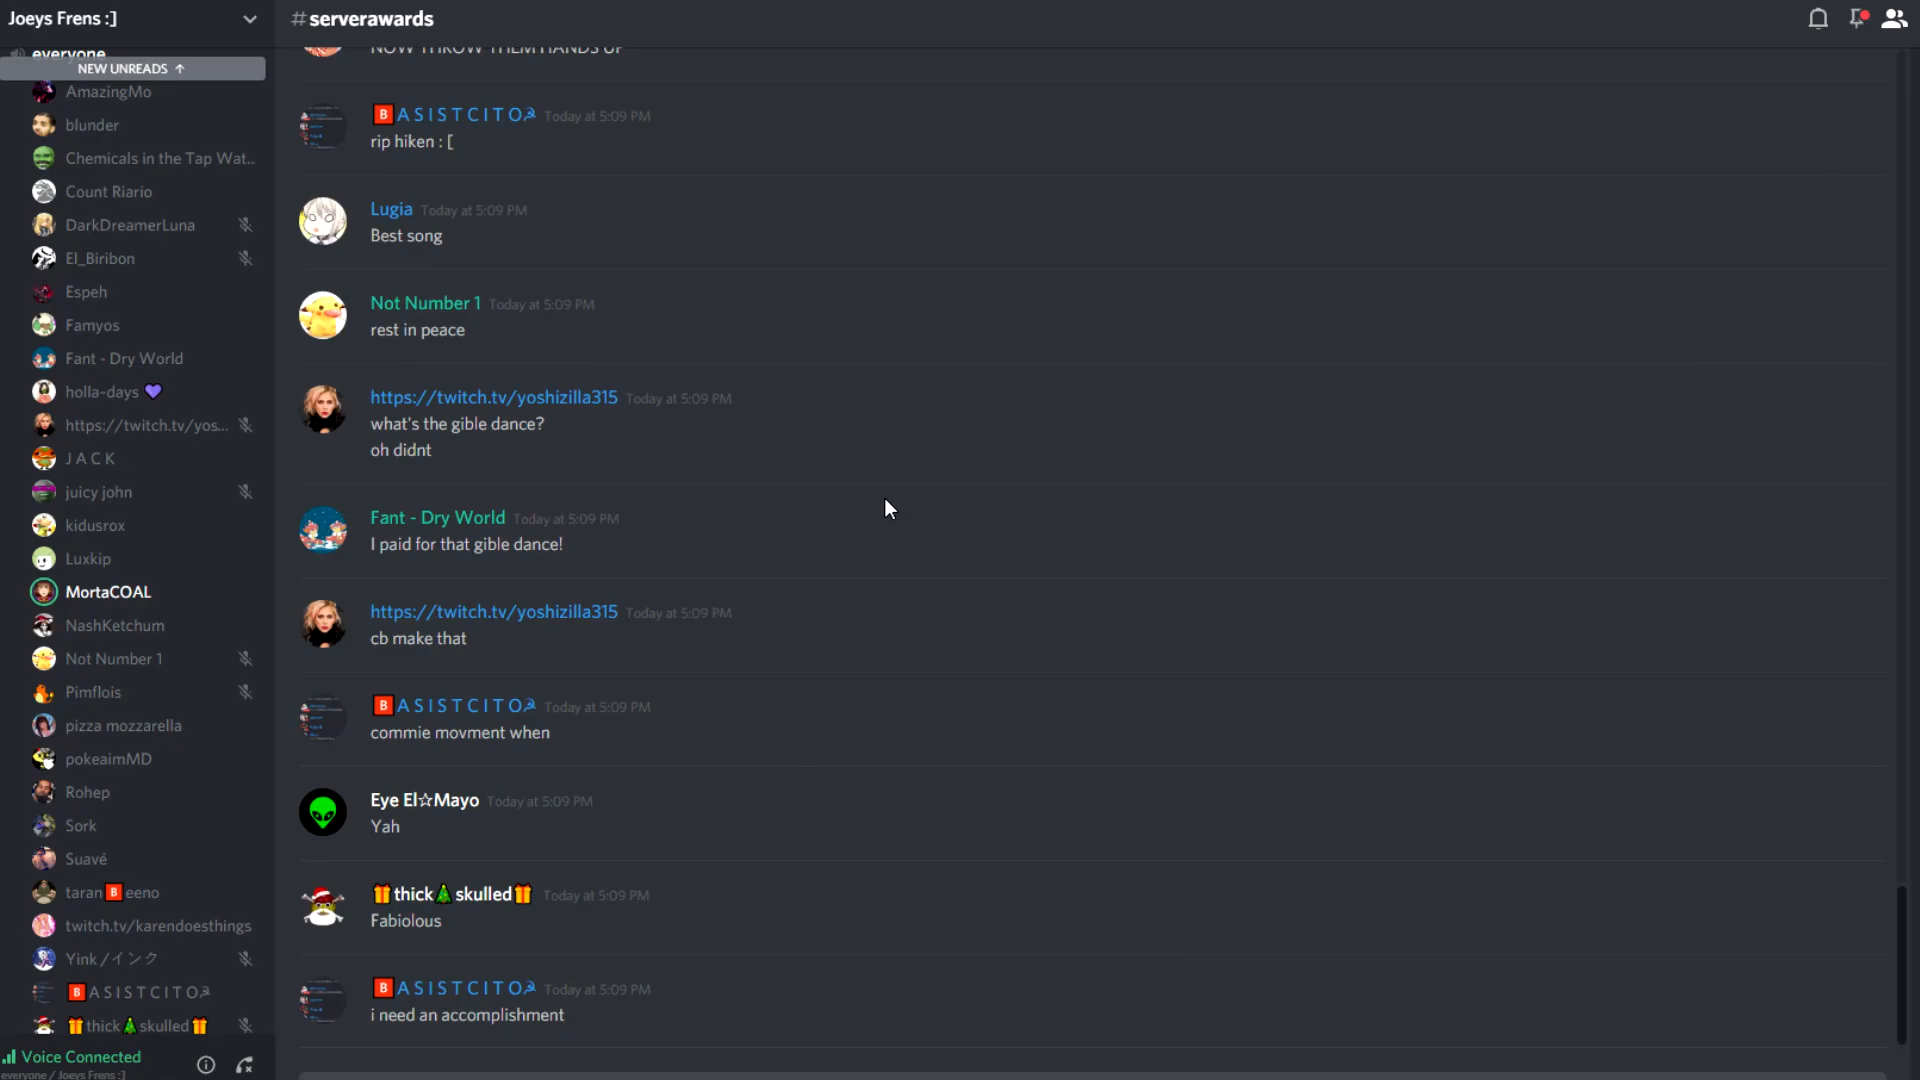 Joeys Frens :]
everyone
NEW UNREADS ↑
AmazingMo
blunder
Chemicals in the Tap Wat...
Count Riario
DarkDreamerLuna
El_Biribon
Espeh
Famyos
Fant - Dry World
holla-days 💜
https://twitch.tv/yos...
J A C K
juicy john
kidusrox
Luxkip
MortaCOAL
NashKetchum
Not Number 1
Pimflois
pizza mozzarella
pokeaimMD
Rohep
Sork
Suavé
taran🅱eeno
twitch.tv/karendoesthings
Yink /インク
🅱A S I S T C I T O☭
🎁thick🎄skulled🎁
Voice Connected
everyone / Joeys Frens :]
#serverawards
NOW THROW THEM HANDS UP
🅱A S I S T C I T O☭ Today at 5:09 PM
rip hiken : [
Lugia Today at 5:09 PM
Best song
Not Number 1 Today at 5:09 PM
rest in peace
https://twitch.tv/yoshizilla315 Today at 5:09 PM
what's the gible dance?
oh didnt
Fant - Dry World Today at 5:09 PM
I paid for that gible dance!
https://twitch.tv/yoshizilla315 Today at 5:09 PM
cb make that
🅱A S I S T C I T O☭ Today at 5:09 PM
commie movment when
Eye El☆Mayo Today at 5:09 PM
Yah
🎁thick🎄skulled🎁 Today at 5:09 PM
Fabiolous
🅱A S I S T C I T O☭ Today at 5:09 PM
i need an accomplishment